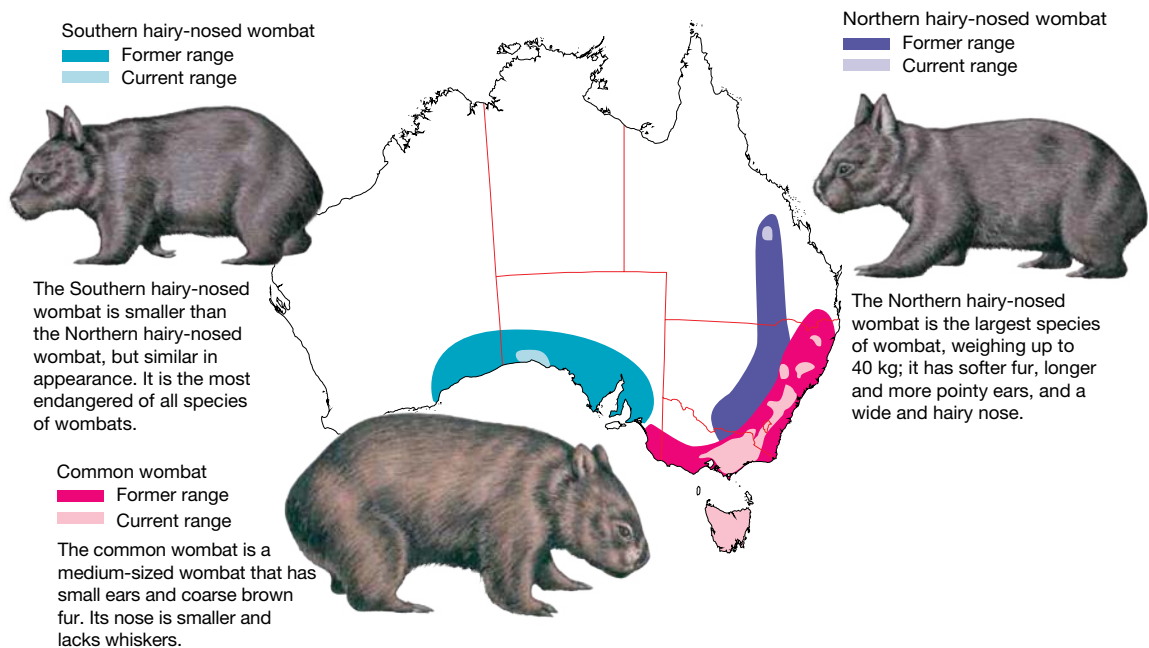 Southern hairy-nosed wombat
Former range
Current range
The Southern hairy-nosed
wombat is smaller than
the Northern hairy-nosed
wombat, but similar in
appearance. It is the most
endangered of all species
of wombats.
Northern hairy-nosed wombat
Former range
Current range
The Northern hairy-nosed
wombat is the largest species
of wombat, weighing up to
40 kg; it has softer fur, longer
and more pointy ears, and a
wide and hairy nose.
Common wombat
Former range
Current range
The common wombat is a
medium-sized wombat that has
small ears and coarse brown
fur. Its nose is smaller and
lacks whiskers.